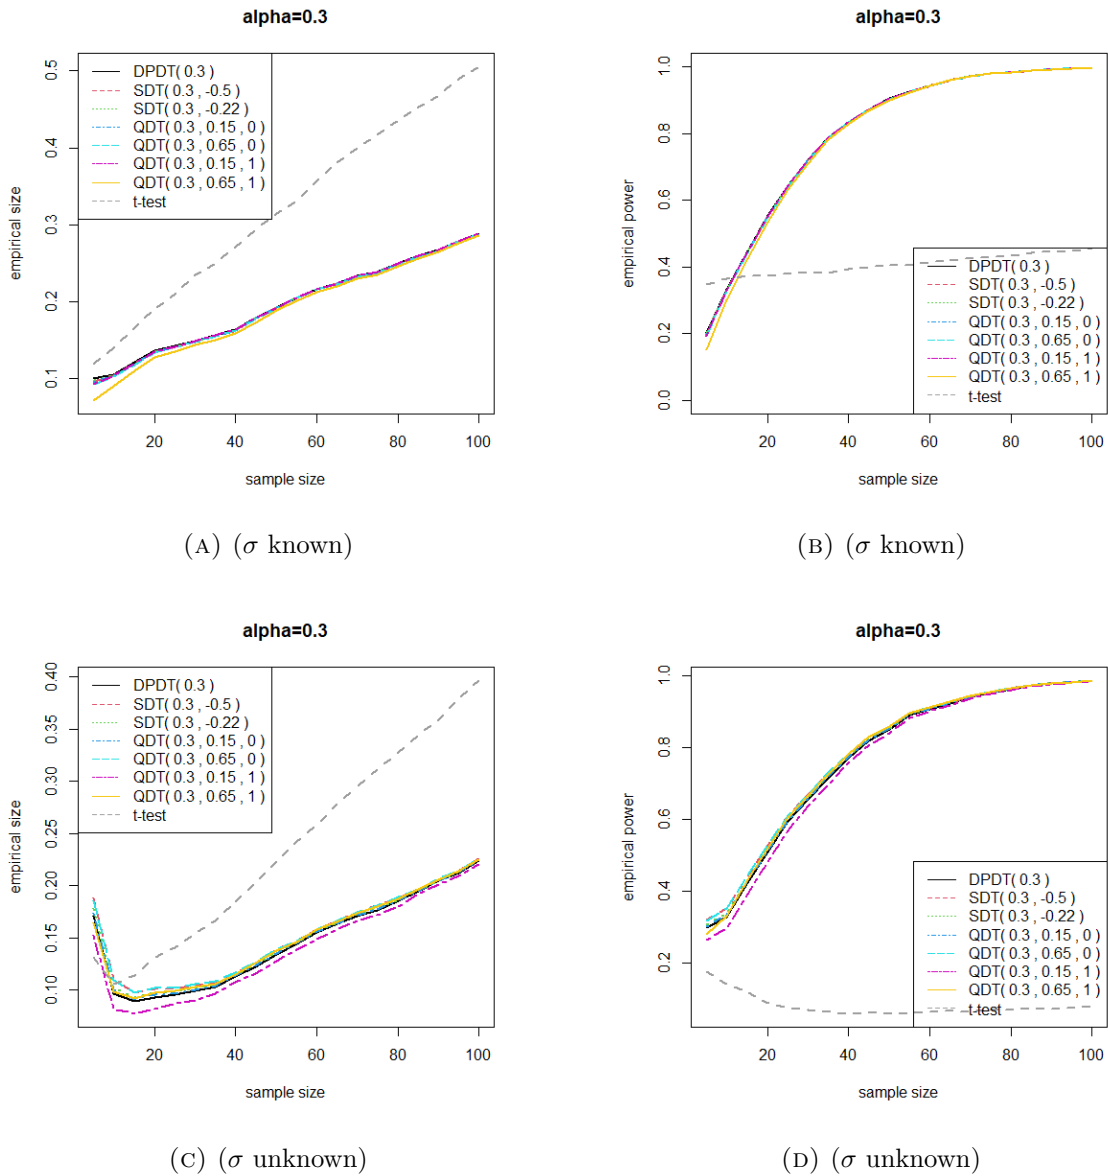 alpha=0.3
empirical size
0.5
0.3
0.2
0.1
DPDT( 0.3 )
SDT( 0.3 , -0.5 )
SDT( 0.3 , -0.22 )
QDT( 0.3 , 0.15 , 0 )
QDT( 0.3 , 0.65 , 0 )
QDT( 0.3 , 0.15 , 1 )
QDT( 0.3 , 0.65 , 1 )
t-test
20 40 60 80 100
sample size
(A) (σ known)
alpha=0.3
empirical power
1.0
0.8
0.6
0.4
0.2
0.0
DPDT( 0.3 )
SDT( 0.3 , -0.5 )
SDT( 0.3 , -0.22 )
QDT( 0.3 , 0.15 , 0 )
QDT( 0.3 , 0.65 , 0 )
QDT( 0.3 , 0.15 , 1 )
QDT( 0.3 , 0.65 , 1 )
t-test
20 40 60 80 100
sample size
(B) (σ known)
alpha=0.3
empirical size
0.40
0.35
0.30
0.25
0.20
0.15
0.10
DPDT( 0.3 )
SDT( 0.3 , -0.5 )
SDT( 0.3 , -0.22 )
QDT( 0.3 , 0.15 , 0 )
QDT( 0.3 , 0.65 , 0 )
QDT( 0.3 , 0.15 , 1 )
QDT( 0.3 , 0.65 , 1 )
t-test
20 40 60 80 100
sample size
(C) (σ unknown)
alpha=0.3
empirical power
1.0
0.8
0.6
0.4
0.2
DPDT( 0.3 )
SDT( 0.3 , -0.5 )
SDT( 0.3 , -0.22 )
QDT( 0.3 , 0.15 , 0 )
QDT( 0.3 , 0.65 , 0 )
QDT( 0.3 , 0.15 , 1 )
QDT( 0.3 , 0.65 , 1 )
t-test
20 40 60 80 100
sample size
(D) (σ unknown)